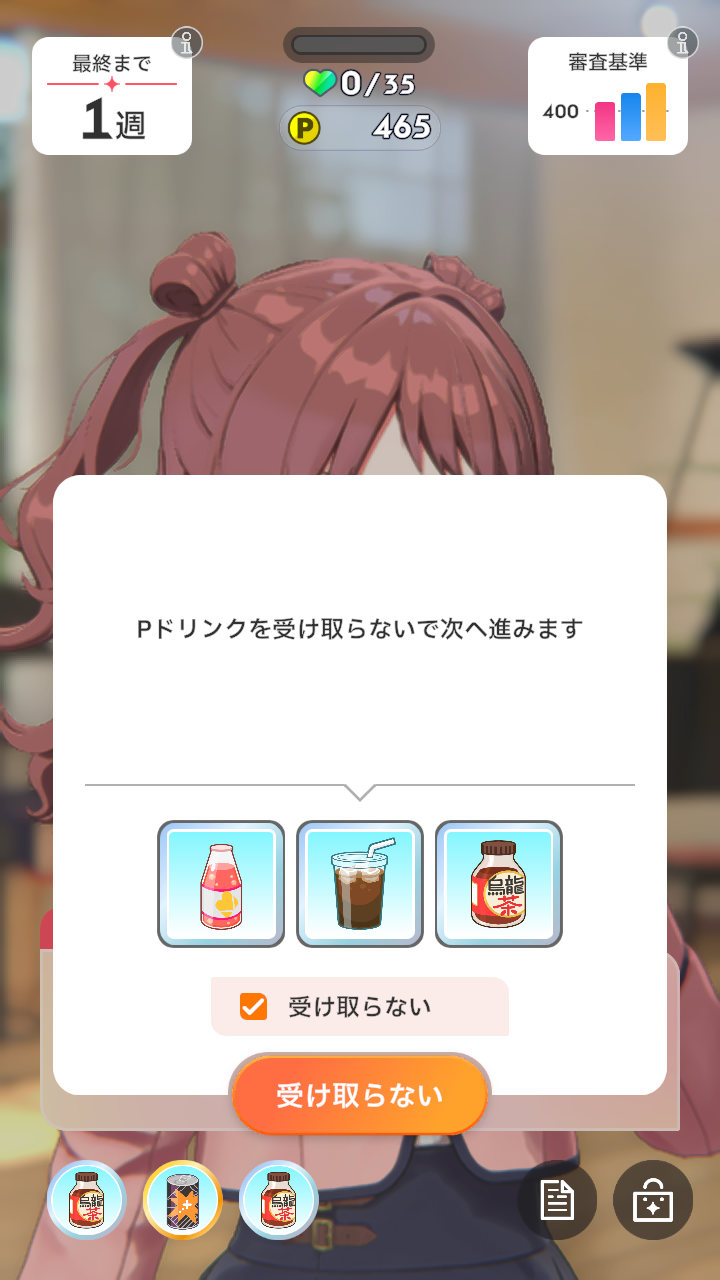 最終まで
1週
0/35
P 465
審査基準
400
Pドリンクを受け取らないで次へ進みます
烏龍
茶
受け取らない
受け取らない
烏龍
茶
烏龍
茶